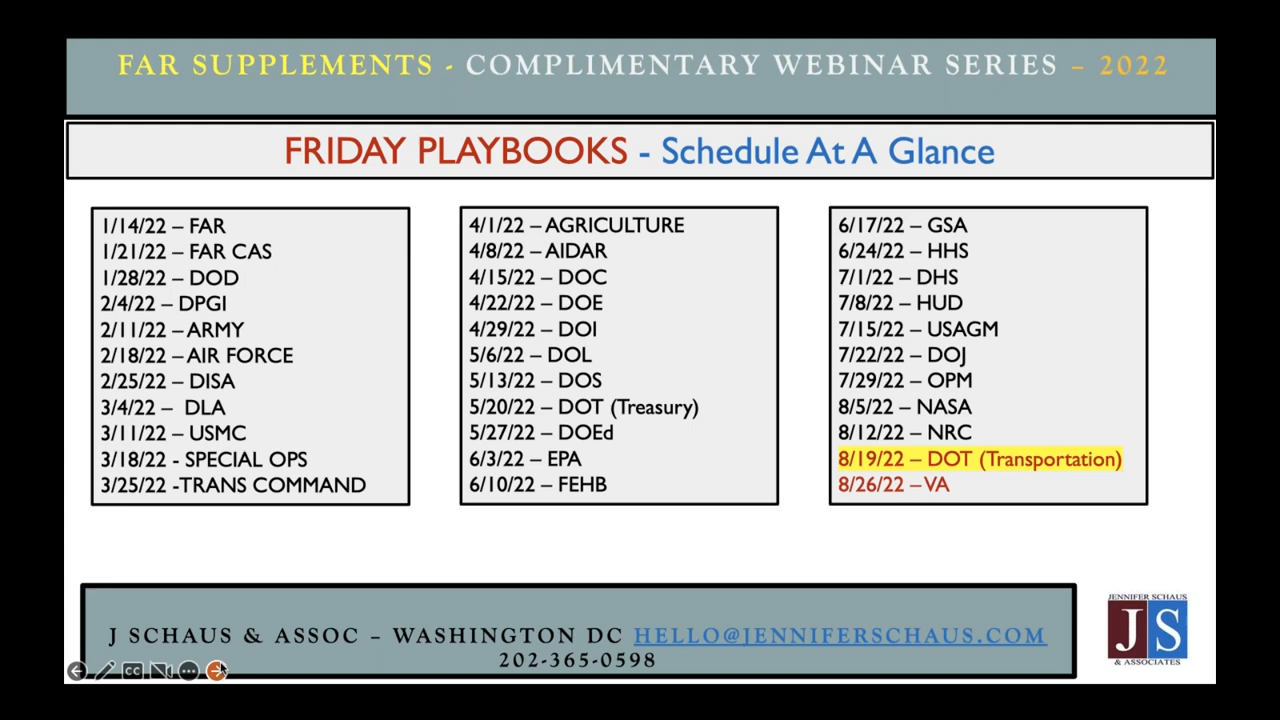 FAR SUPPLEMENTS - COMPLIMENTARY WEBINAR SERIES – 2022
FRIDAY PLAYBOOKS - Schedule At A Glance
1/14/22 – FAR
1/21/22 – FAR CAS
1/28/22 – DOD
2/4/22 – DPGI
2/11/22 – ARMY
2/18/22 – AIR FORCE
2/25/22 – DISA
3/4/22 – DLA
3/11/22 – USMC
3/18/22 - SPECIAL OPS
3/25/22 -TRANS COMMAND
4/1/22 – AGRICULTURE
4/8/22 – AIDAR
4/15/22 – DOC
4/22/22 – DOE
4/29/22 – DOI
5/6/22 – DOL
5/13/22 – DOS
5/20/22 – DOT (Treasury)
5/27/22 – DOEd
6/3/22 – EPA
6/10/22 – FEHB
6/17/22 – GSA
6/24/22 – HHS
7/1/22 – DHS
7/8/22 – HUD
7/15/22 – USAGM
7/22/22 – DOJ
7/29/22 – OPM
8/5/22 – NASA
8/12/22 – NRC
8/19/22 – DOT (Transportation)
8/26/22 – VA
J SCHAUS & ASSOC – WASHINGTON DC HELLO@JENNIFERSCHAUS.COM
202-365-0598
JENNIFER SCHAUS
JS
& ASSOCIATES
CC